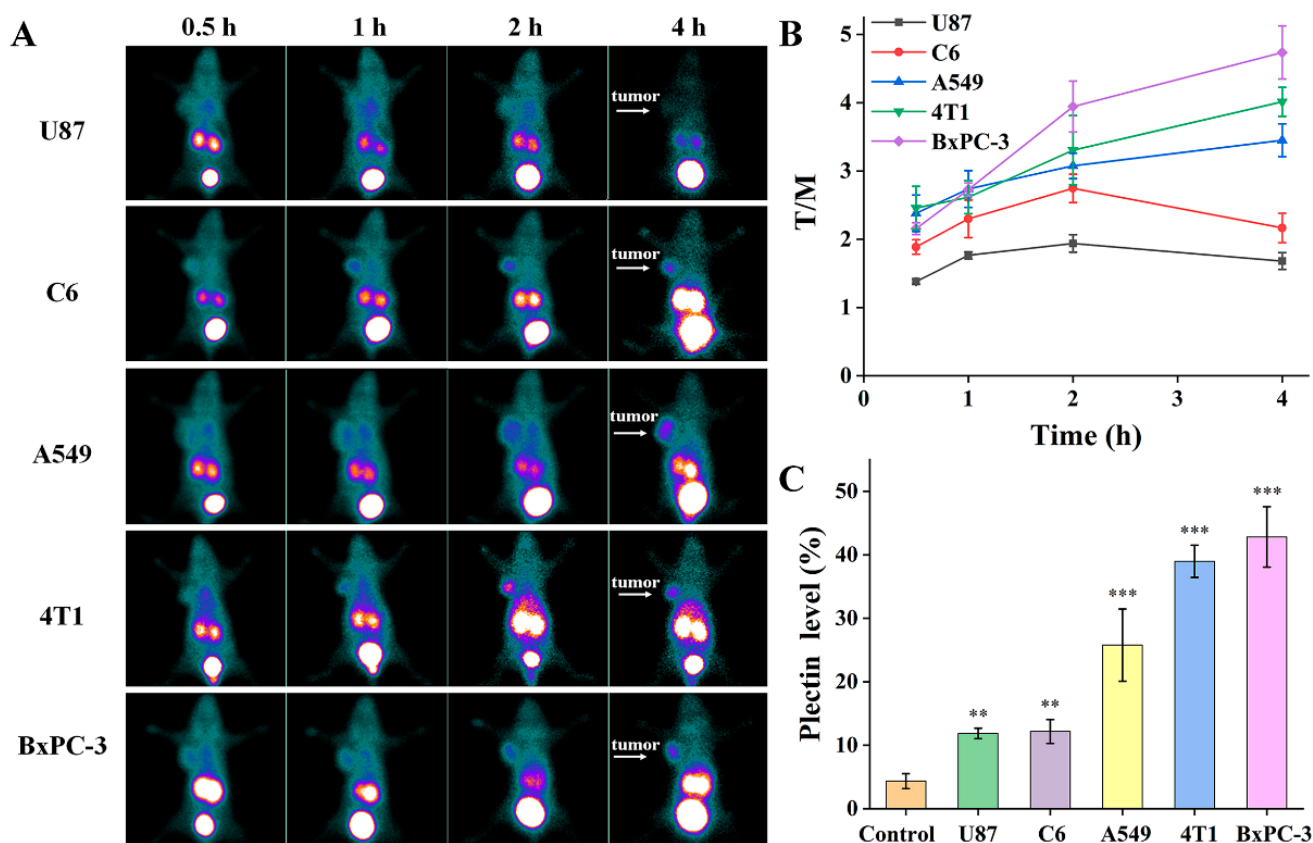 A
0.5 h 1 h 2 h 4 h
U87
tumor
C6
tumor
A549
tumor
4T1
tumor
BxPC-3
tumor
B
U87
C6
A549
4T1
BxPC-3
T/M
5
4
3
2
1
0
0 1 2 3 4
Time (h)
C
Plectin level (%)
50
40
30
20
10
0
** ** *** *** ***
Control U87 C6 A549 4T1 BxPC-3